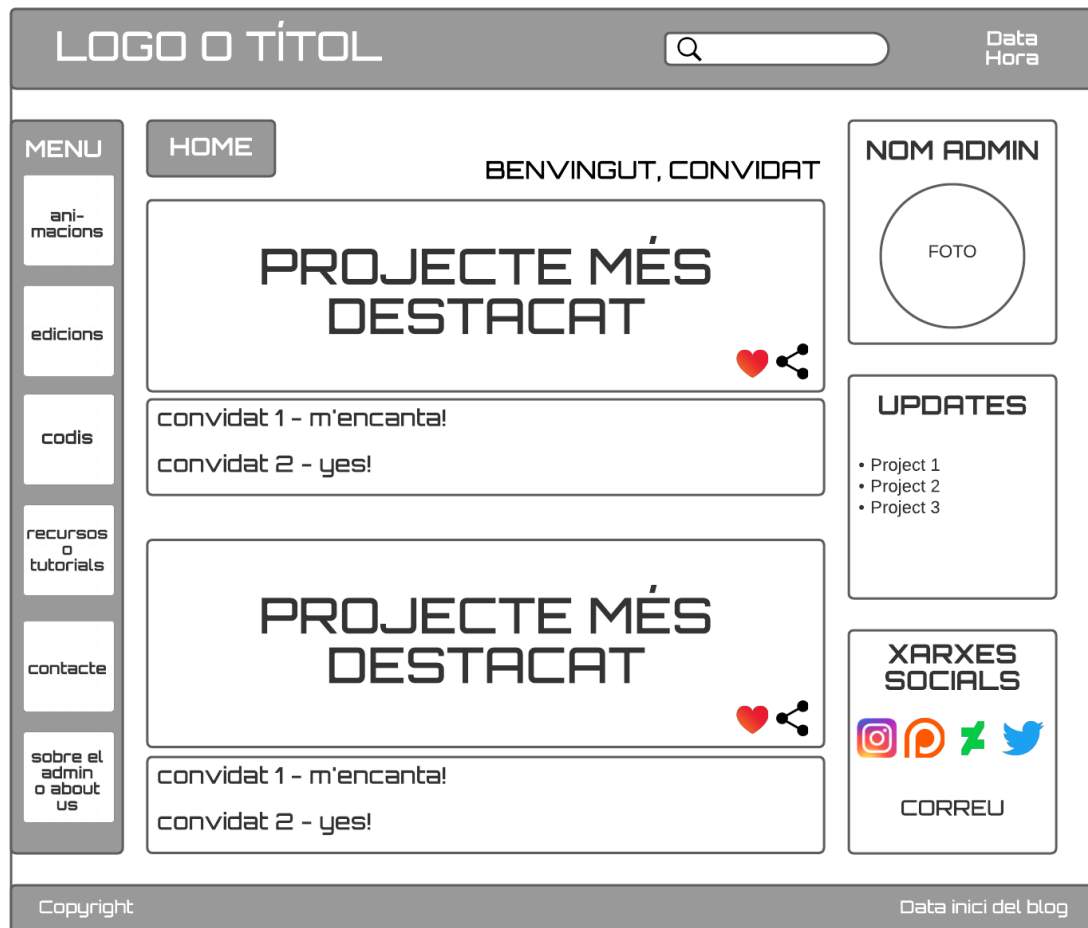 LOGO O TÍTOL
Data
Hora
MENU
ani-
macions
edicions
codis
recursos
o
tutorials
contacte
sobre el
admin
o about
us
HOME
BENVINGUT, CONVIDAT
PROJECTE MÉS
DESTACAT
convidat 1 - m'encanta!
convidat 2 - yes!
PROJECTE MÉS
DESTACAT
convidat 1 - m'encanta!
convidat 2 - yes!
NOM ADMIN
FOTO
UPDATES
• Project 1
• Project 2
• Project 3
XARXES
SOCIALS
CORREU
Copyright
Data inici del blog